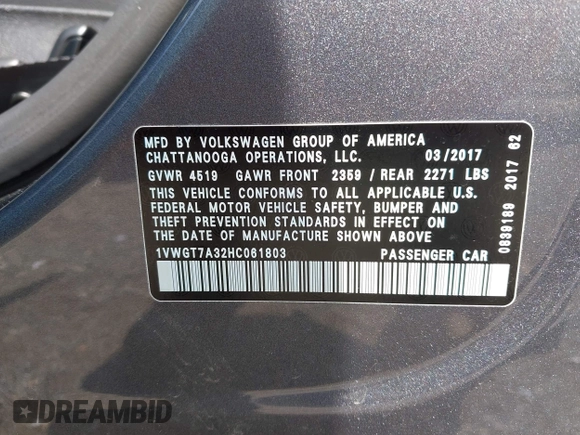 MFD BY VOLKSWAGEN GROUP OF AMERICA
CHATTANOOGA OPERATIONS, LLC. 03/2017
GVWR 4519 GAWR FRONT 2359 / REAR 2271 LBS
THIS VEHICLE CONFORMS TO ALL APPLICABLE U.S.
FEDERAL MOTOR VEHICLE SAFETY, BUMPER AND
THEFT PREVENTION STANDARDS IN EFFECT ON
THE DATE OF MANUFACTURE SHOWN ABOVE
1VWGT7A32HC061803 PASSENGER CAR
0839189 2017 62
DREAMBID